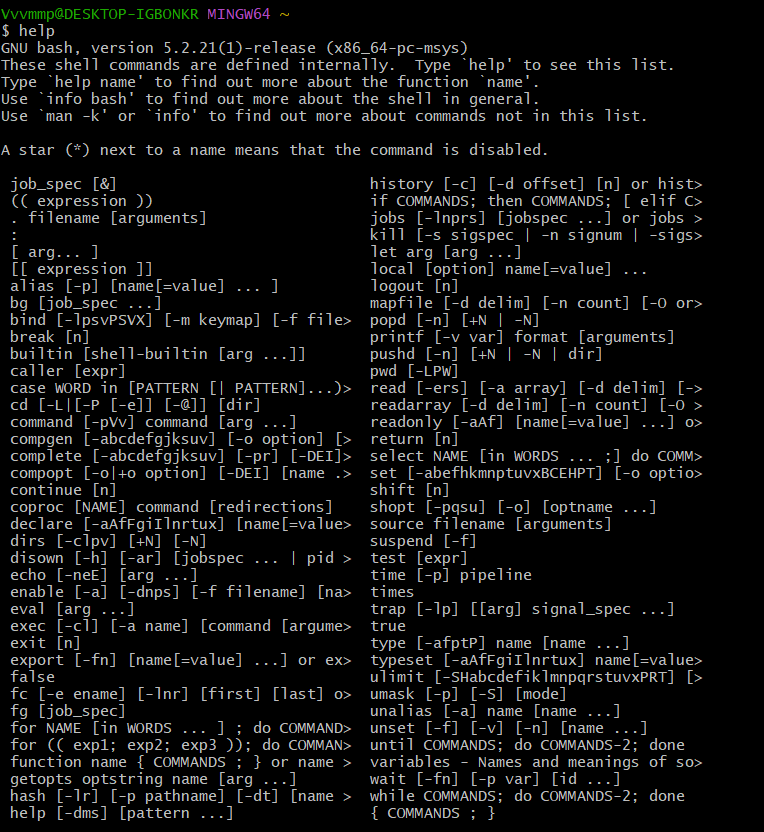 Vvvmmp@DESKTOP-IGBONKR MINGW64 ~
$ help
GNU bash, version 5.2.21(1)-release (x86_64-pc-msys)
These shell commands are defined internally.  Type `help' to see this list.
Type `help name' to find out more about the function `name'.
Use `info bash' to find out more about the shell in general.
Use `man -k' or `info' to find out more about commands not in this list.

A star (*) next to a name means that the command is disabled.

 job_spec [&]                            history [-c] [-d offset] [n] or hist>
 (( expression ))                        if COMMANDS; then COMMANDS; [ elif C>
 . filename [arguments]                  jobs [-lnprs] [jobspec ...] or jobs >
 :                                       kill [-s sigspec | -n signum | -sigs>
 [ arg... ]                              let arg [arg ...]
 [[ expression ]]                        local [option] name[=value] ...
 alias [-p] [name[=value] ... ]          logout [n]
 bg [job_spec ...]                       mapfile [-d delim] [-n count] [-O or>
 bind [-lpsvPSVX] [-m keymap] [-f file>  popd [-n] [+N | -N]
 break [n]                               printf [-v var] format [arguments]
 builtin [shell-builtin [arg ...]]       pushd [-n] [+N | -N | dir]
 caller [expr]                           pwd [-LPW]
 case WORD in [PATTERN [| PATTERN]...)>  read [-ers] [-a array] [-d delim] [->
 cd [-L|[-P [-e]] [-@]] [dir]            readarray [-d delim] [-n count] [-O >
 command [-pVv] command [arg ...]        readonly [-aAf] [name[=value] ...] o>
 compgen [-abcdefgjksuv] [-o option] [>  return [n]
 complete [-abcdefgjksuv] [-pr] [-DEI]>  select NAME [in WORDS ... ;] do COMM>
 compopt [-o|+o option] [-DEI] [name .>  set [-abefhkmnptuvxBCEHPT] [-o optio>
 continue [n]                            shift [n]
 coproc [NAME] command [redirections]    shopt [-pqsu] [-o] [optname ...]
 declare [-aAfFgiIlnrtux] [name[=value>  source filename [arguments]
 dirs [-clpv] [+N] [-N]                  suspend [-f]
 disown [-h] [-ar] [jobspec ... | pid >  test [expr]
 echo [-neE] [arg ...]                   time [-p] pipeline
 enable [-a] [-dnps] [-f filename] [na>  times
 eval [arg ...]                          trap [-lp] [[arg] signal_spec ...]
 exec [-cl] [-a name] [command [argume>  true
 exit [n]                                type [-afptP] name [name ...]
 export [-fn] [name[=value] ...] or ex>  typeset [-aAfFgiIlnrtux] name[=value>
 false                                   ulimit [-SHabcdefiklmnpqrstuvxPRT] [>
 fc [-e ename] [-lnr] [first] [last] o>  umask [-p] [-S] [mode]
 fg [job_spec]                           unalias [-a] name [name ...]
 for NAME [in WORDS ... ] ; do COMMAND>  unset [-f] [-v] [-n] [name ...]
 for (( exp1; exp2; exp3 )); do COMMAN>  until COMMANDS; do COMMANDS-2; done
 function name { COMMANDS ; } or name >  variables - Names and meanings of so>
 getopts optstring name [arg ...]        wait [-fn] [-p var] [id ...]
 hash [-lr] [-p pathname] [-dt] [name >  while COMMANDS; do COMMANDS-2; done
 help [-dms] [pattern ...]               { COMMANDS ; }